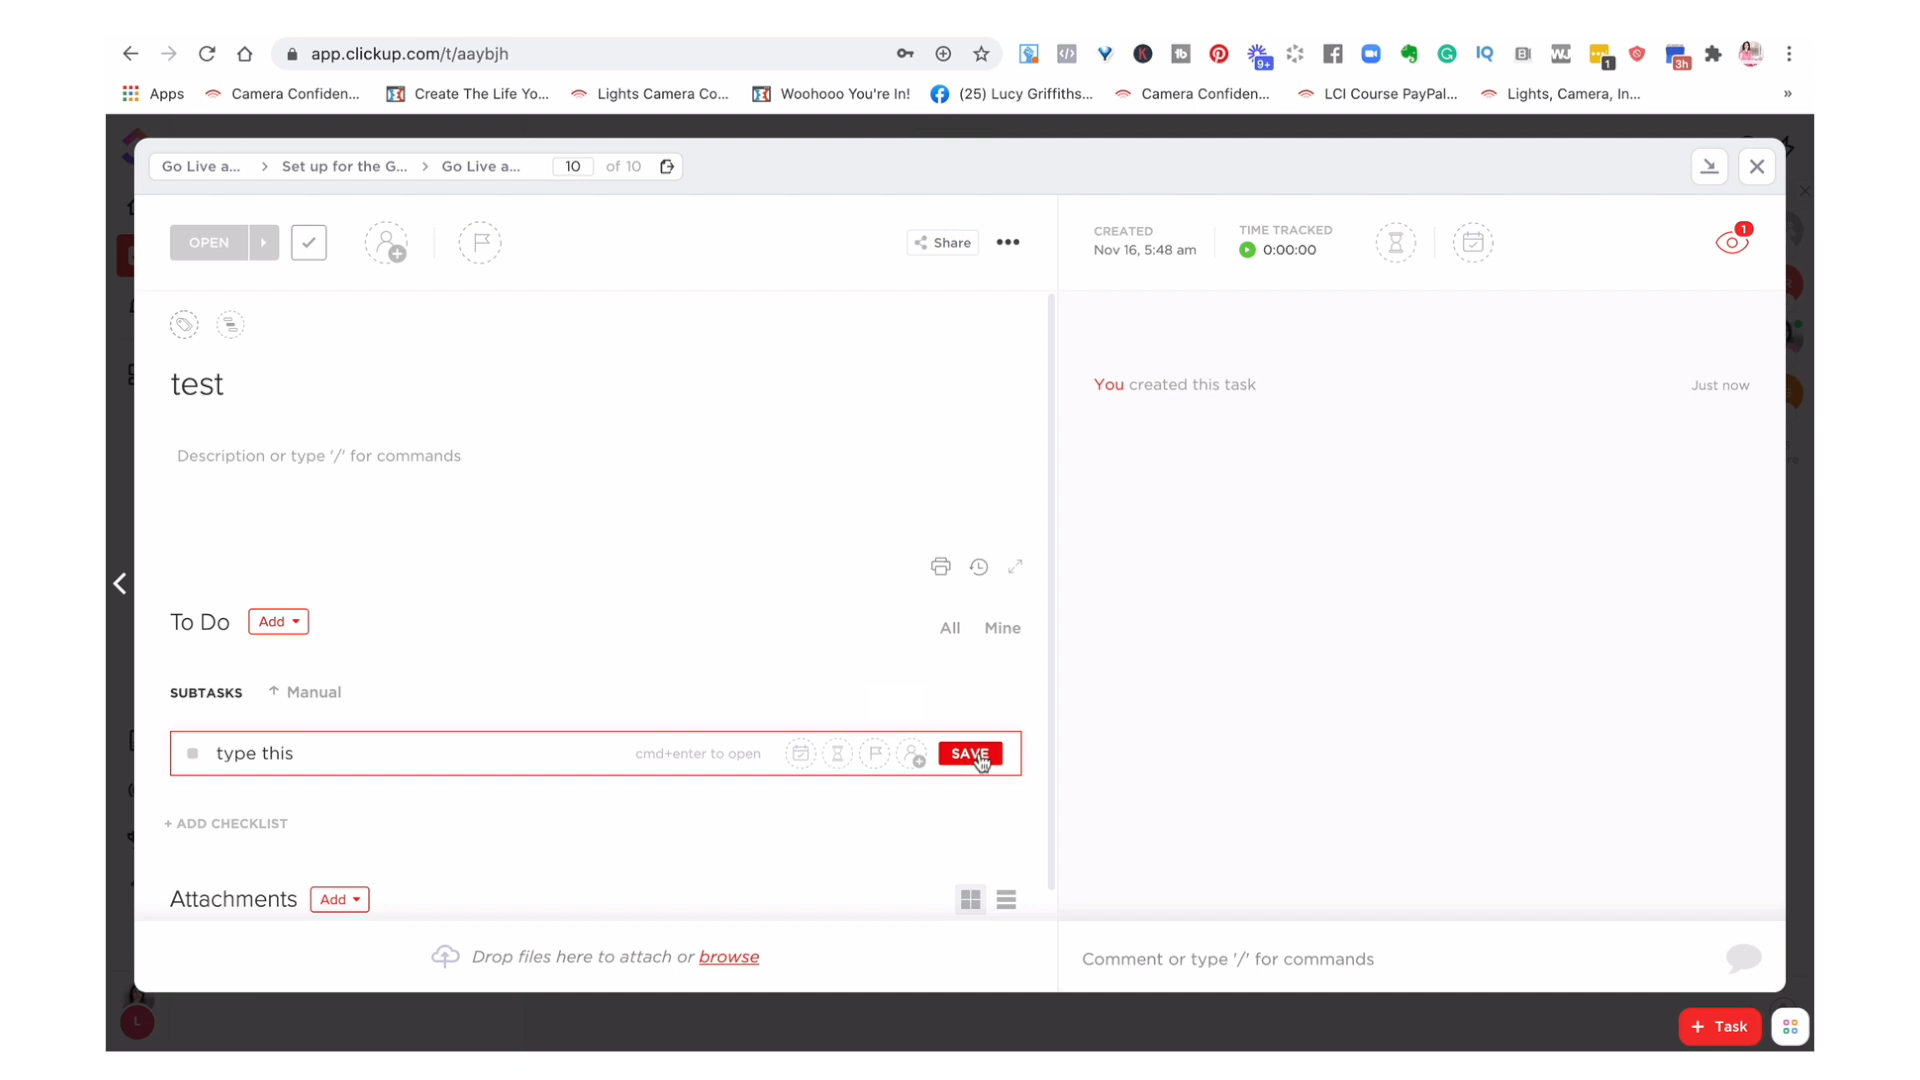 app.clickup.com/t/aaybjh
9+
1
3h
Apps
Camera Confiden...
Create The Life Yo...
Lights Camera Co...
Woohooo You're In!
(25) Lucy Griffiths...
Camera Confiden...
LCI Course PayPal...
Lights, Camera, In...
»
Go Live a... > Set up for the G... > Go Live a... 10 of 10
OPEN
Share
CREATED
Nov 16, 5:48 am
TIME TRACKED
0:00:00
1
test
You created this task
Just now
Description or type '/' for commands
To Do
Add
All
Mine
SUBTASKS
Manual
type this
cmd+enter to open
SAVE
+ ADD CHECKLIST
Attachments
Add
Drop files here to attach or browse
Comment or type '/' for commands
L
+ Task